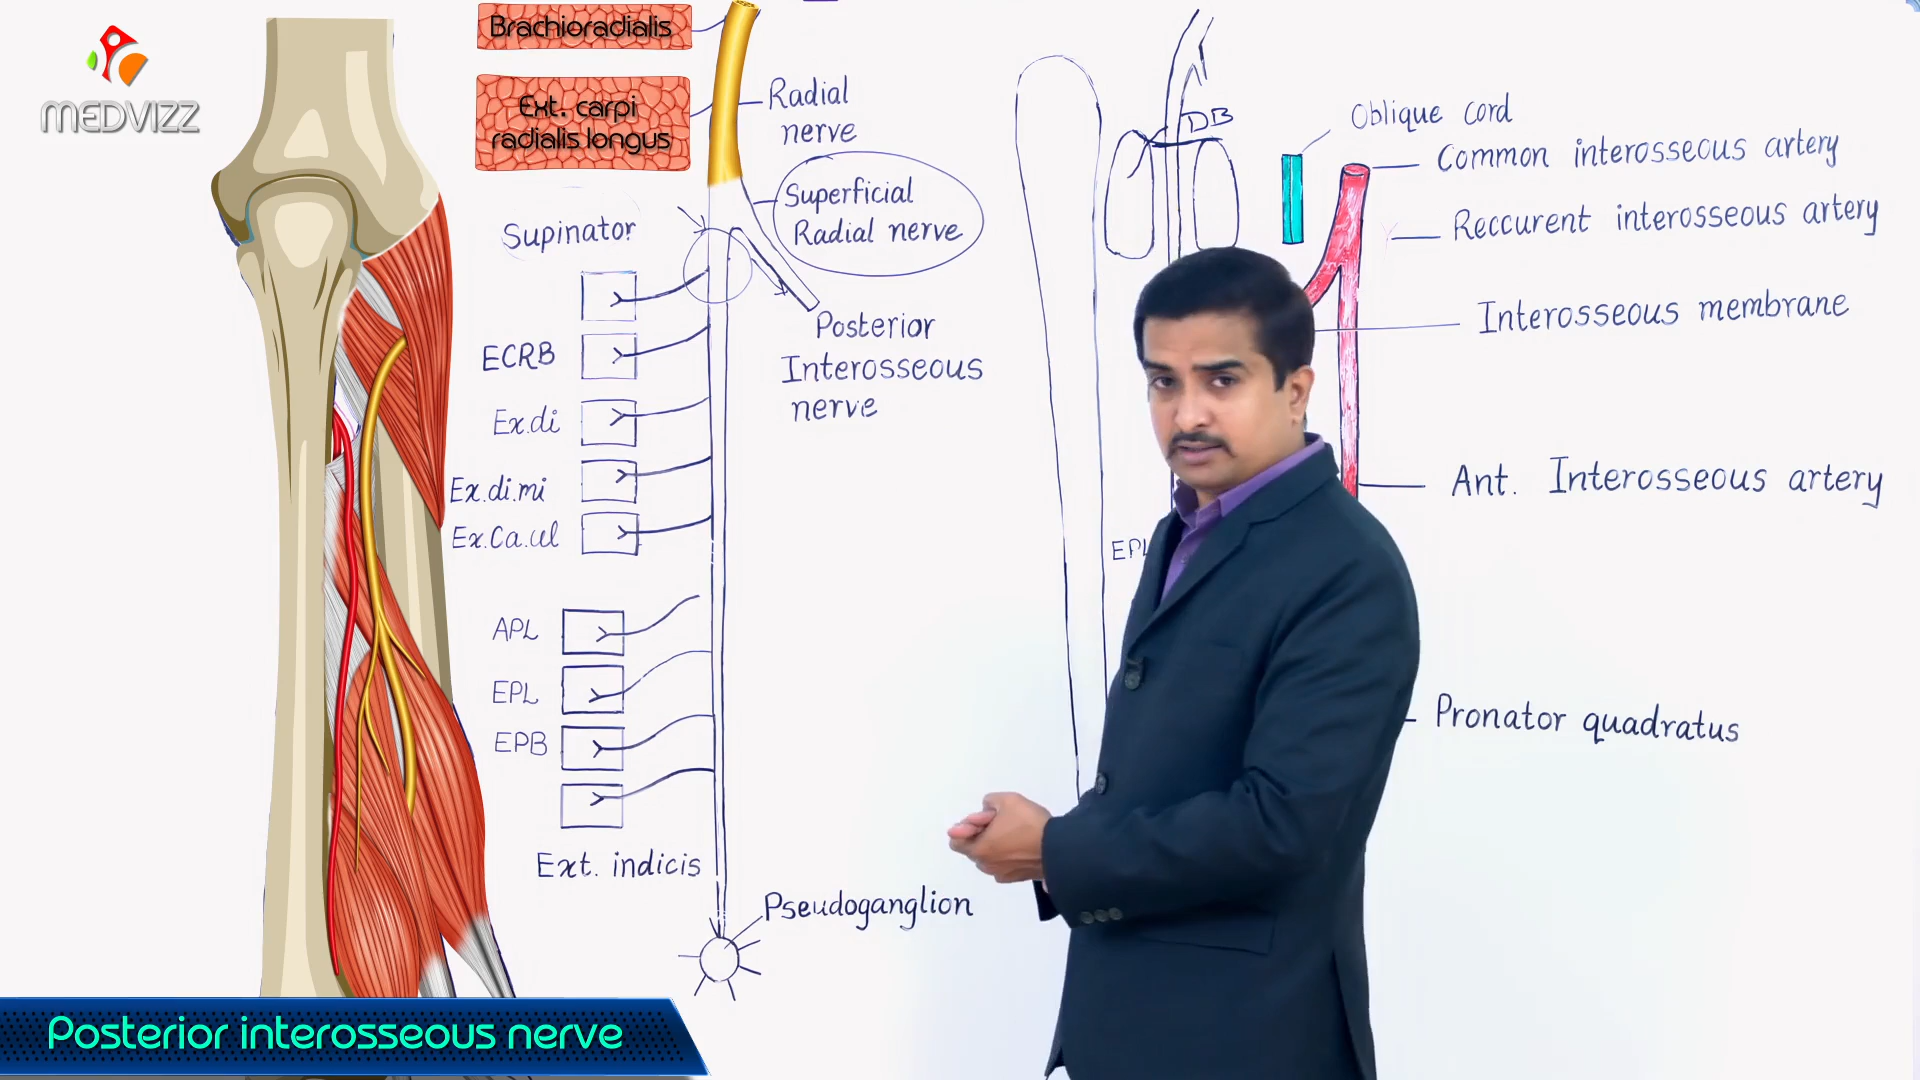 MEDVIZZ
Brachioradialis
Ext. carpi
radialis longus
Radial
nerve
Superficial
Radial nerve
Supinator
Posterior
Interosseous
nerve
ECRB
Ex.di
Ex.di.mi
Ex.Ca.ul
APL
EPL
EPB
Ext. indicis
Pseudoganglion
DB
EPL
Oblique cord
Common interosseous artery
Reccurent interosseous artery
Interosseous membrane
Ant. Interosseous artery
Pronator quadratus
Posterior interosseous nerve